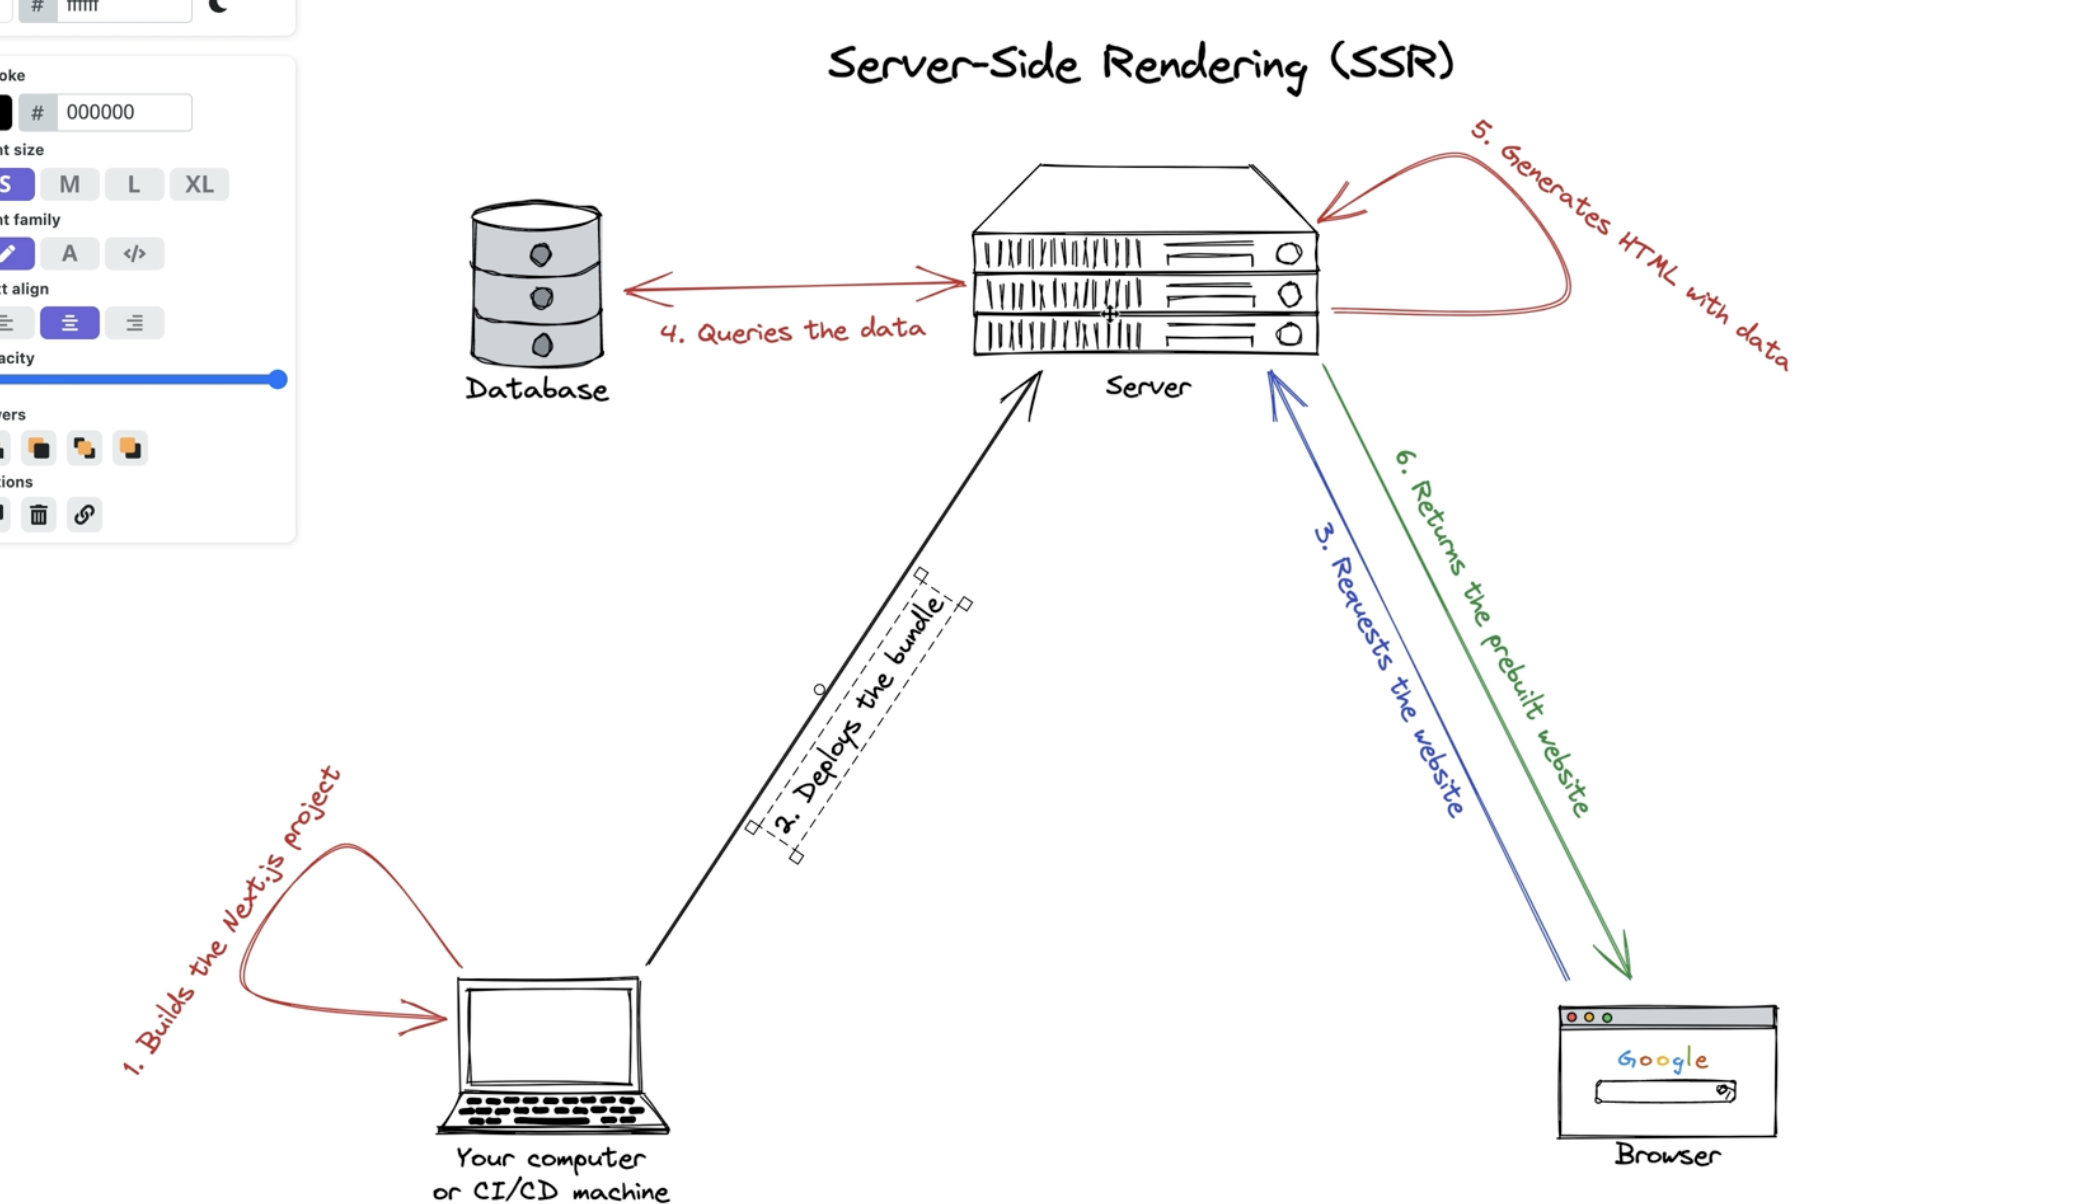 # ffffff
oke
# 000000
nt size
S M L XL
nt family
A </>
t align
acity
ers
tions
Server-Side Rendering (SSR)
5. Generates HTML with data
4. Queries the data
Database
Server
6. Returns the prebuilt website
3. Requests the website
2. Deploys the bundle
1. Builds the Next.js project
Google
Your computer
or CI/CD machine
Browser